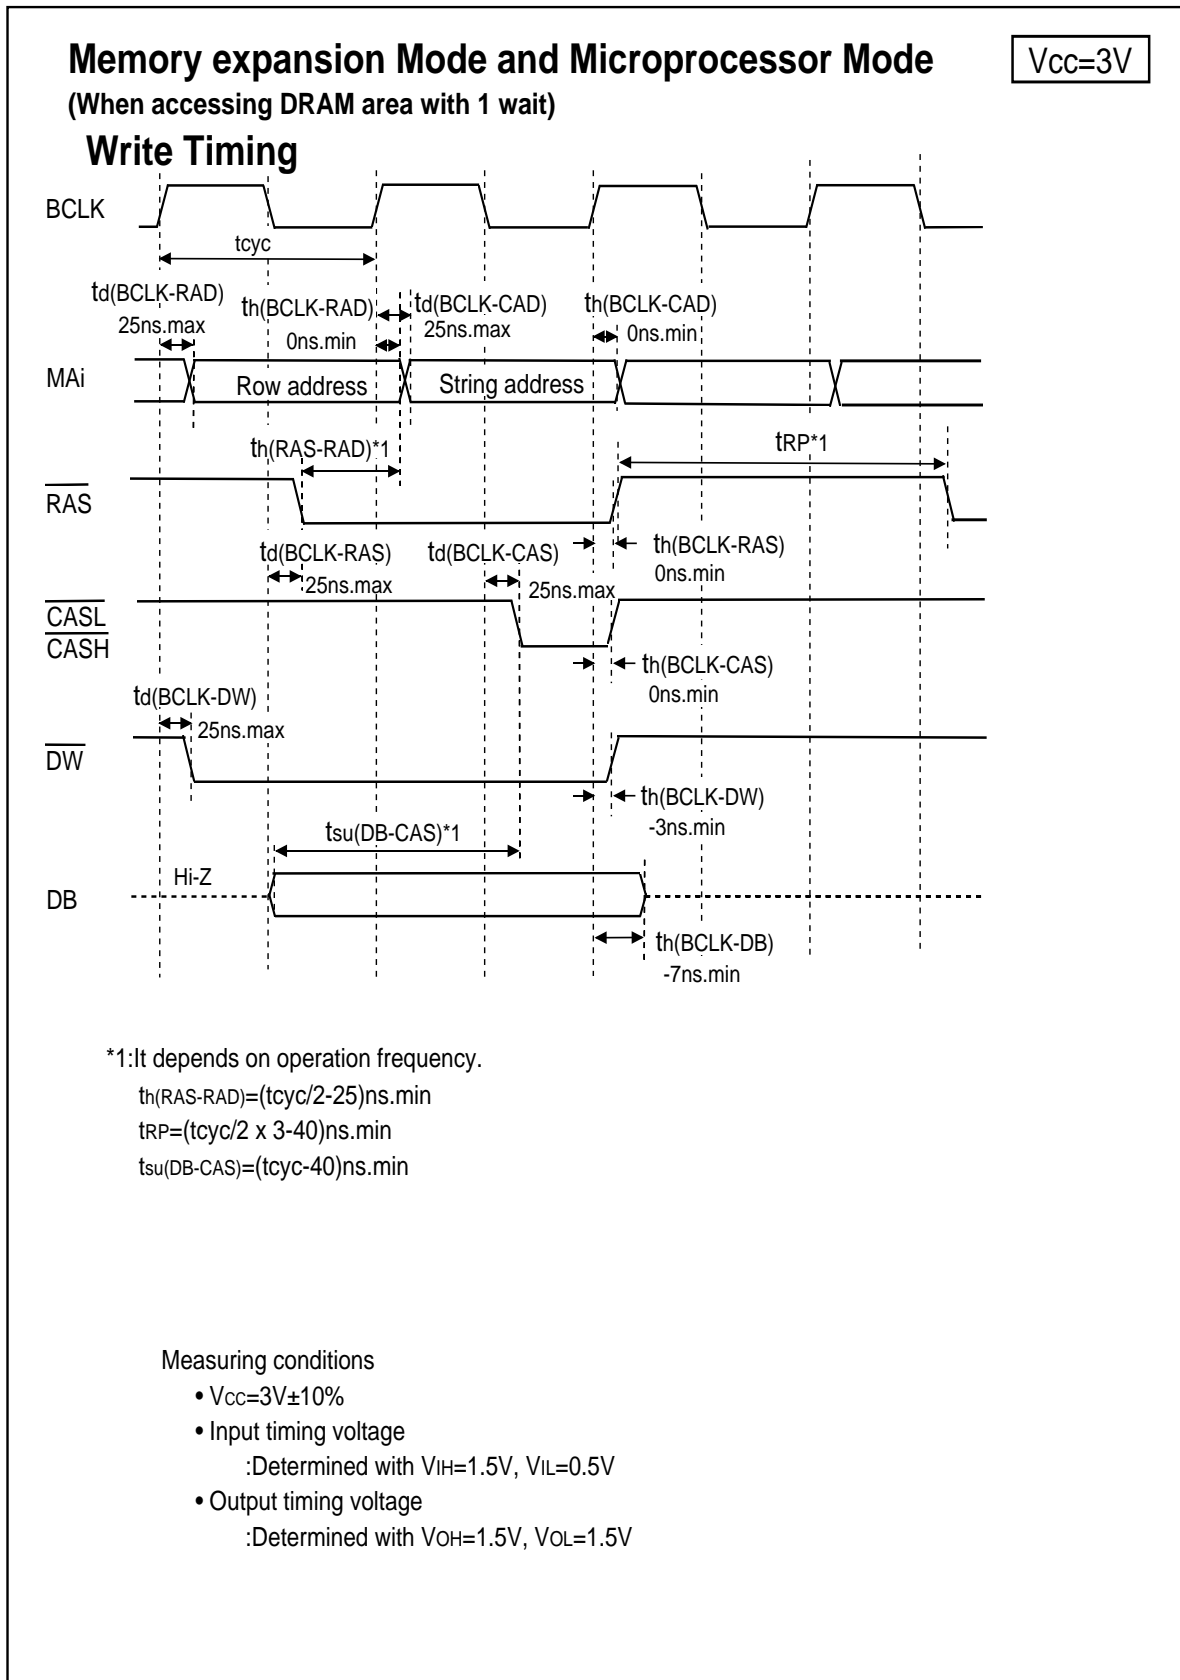 Memory expansion Mode and Microprocessor Mode
Vcc=3V
(When accessing DRAM area with 1 wait)
Write Timing
BCLK
tcyc
td(BCLK-RAD)
25ns.max
th(BCLK-RAD)
0ns.min
td(BCLK-CAD)
25ns.max
th(BCLK-CAD)
0ns.min
MAi
Row address
String address
th(RAS-RAD)*1
tRP*1
RAS
td(BCLK-RAS)
25ns.max
td(BCLK-CAS)
25ns.max
th(BCLK-RAS)
0ns.min
CASL
CASH
th(BCLK-CAS)
0ns.min
td(BCLK-DW)
25ns.max
DW
th(BCLK-DW)
-3ns.min
tsu(DB-CAS)*1
Hi-Z
DB
th(BCLK-DB)
-7ns.min
*1:It depends on operation frequency.
th(RAS-RAD)=(tcyc/2-25)ns.min
tRP=(tcyc/2 x 3-40)ns.min
tsu(DB-CAS)=(tcyc-40)ns.min
Measuring conditions
• VCC=3V±10%
• Input timing voltage
:Determined with VIH=1.5V, VIL=0.5V
• Output timing voltage
:Determined with VOH=1.5V, VOL=1.5V